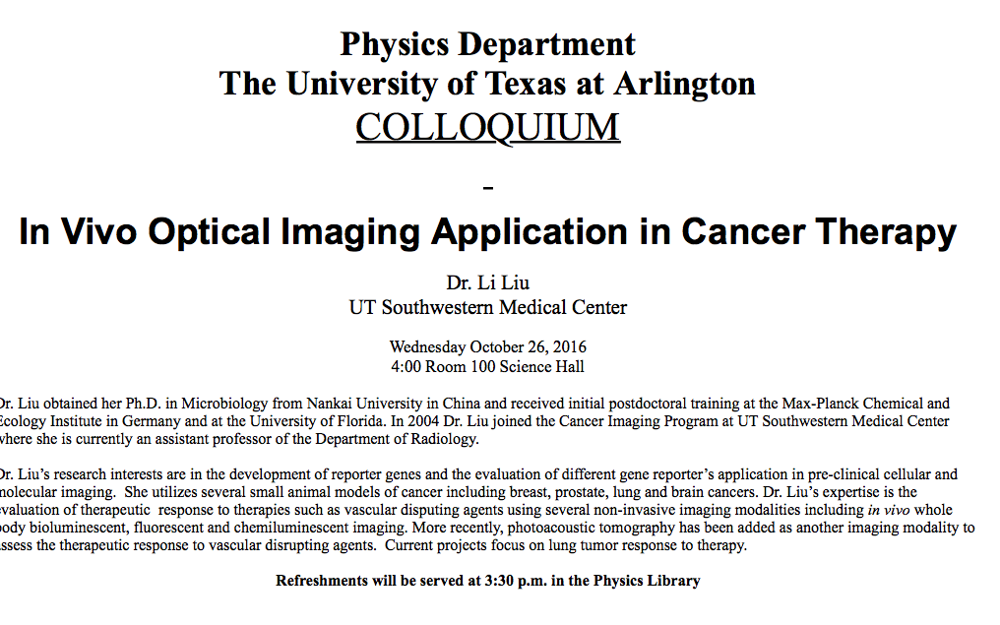 Physics Department
The University of Texas at Arlington
COLLOQUIUM
-
In Vivo Optical Imaging Application in Cancer Therapy
Dr. Li Liu
UT Southwestern Medical Center
Wednesday October 26, 2016
4:00 Room 100 Science Hall
Dr. Liu obtained her Ph.D. in Microbiology from Nankai University in China and received initial postdoctoral training at the Max-Planck Chemical and
Ecology Institute in Germany and at the University of Florida. In 2004 Dr. Liu joined the Cancer Imaging Program at UT Southwestern Medical Center
where she is currently an assistant professor of the Department of Radiology.
Dr. Liu's research interests are in the development of reporter genes and the evaluation of different gene reporter's application in pre-clinical cellular and
molecular imaging. She utilizes several small animal models of cancer including breast, prostate, lung and brain cancers. Dr. Liu's expertise is the
evaluation of therapeutic response to therapies such as vascular disputing agents using several non-invasive imaging modalities including in vivo whole
body bioluminescent, fluorescent and chemiluminescent imaging. More recently, photoacoustic tomography has been added as another imaging modality to
assess the therapeutic response to vascular disrupting agents. Current projects focus on lung tumor response to therapy.
Refreshments will be served at 3:30 p.m. in the Physics Library